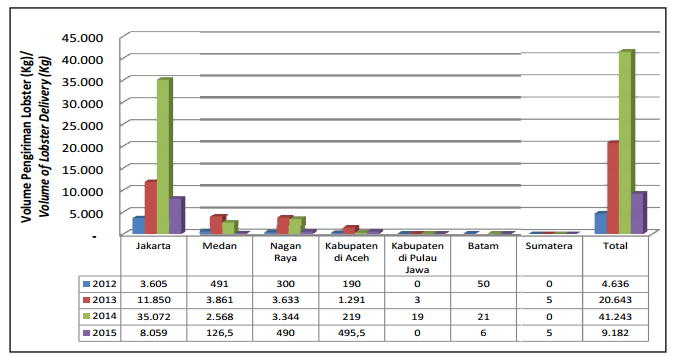 Volume Pengiriman Lobster (Kg)/
Volume of Lobster Delivery (Kg)
45.000
40.000
35.000
30.000
25.000
20.000
15.000
10.000
5.000
-
Jakarta Medan Nagan Raya Kabupaten di Aceh Kabupaten di Pulau Jawa Batam Sumatera Total
2012 3.605 491 300 190 0 50 0 4.636
2013 11.850 3.861 3.633 1.291 3 5 20.643
2014 35.072 2.568 3.344 219 19 21 0 41.243
2015 8.059 126,5 490 495,5 0 6 5 9.182